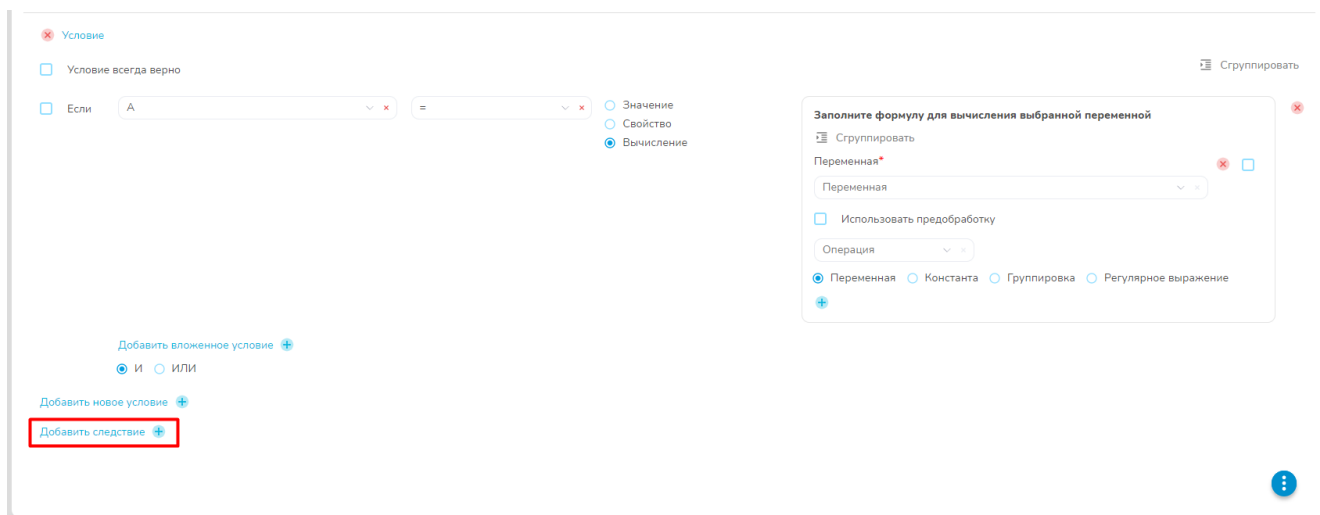 Условие
Условие всегда верно
Сгруппировать
Если
A
=
Значение
Свойство
Вычисление
Заполните формулу для вычисления выбранной переменной
Сгруппировать
Переменная*
Переменная
Использовать предобработку
Операция
Переменная Константа Группировка Регулярное выражение
Добавить вложенное условие
И ИЛИ
Добавить новое условие
Добавить следствие